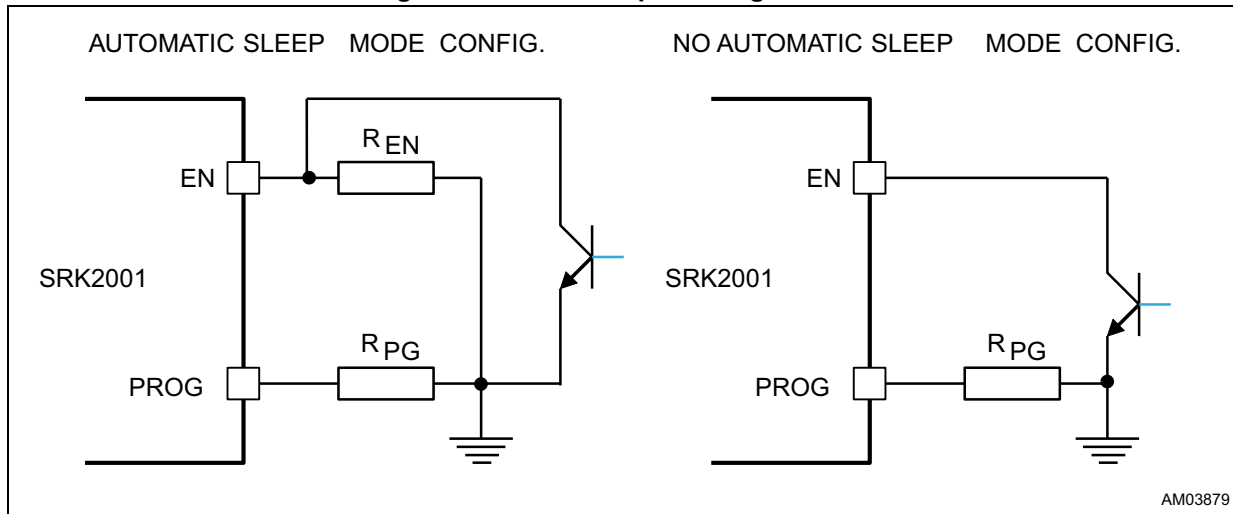 AUTOMATIC SLEEP MODE CONFIG.
R EN
EN
SRK2001
R PG
PROG
NO AUTOMATIC SLEEP MODE CONFIG.
EN
SRK2001
R PG
PROG
AM03879